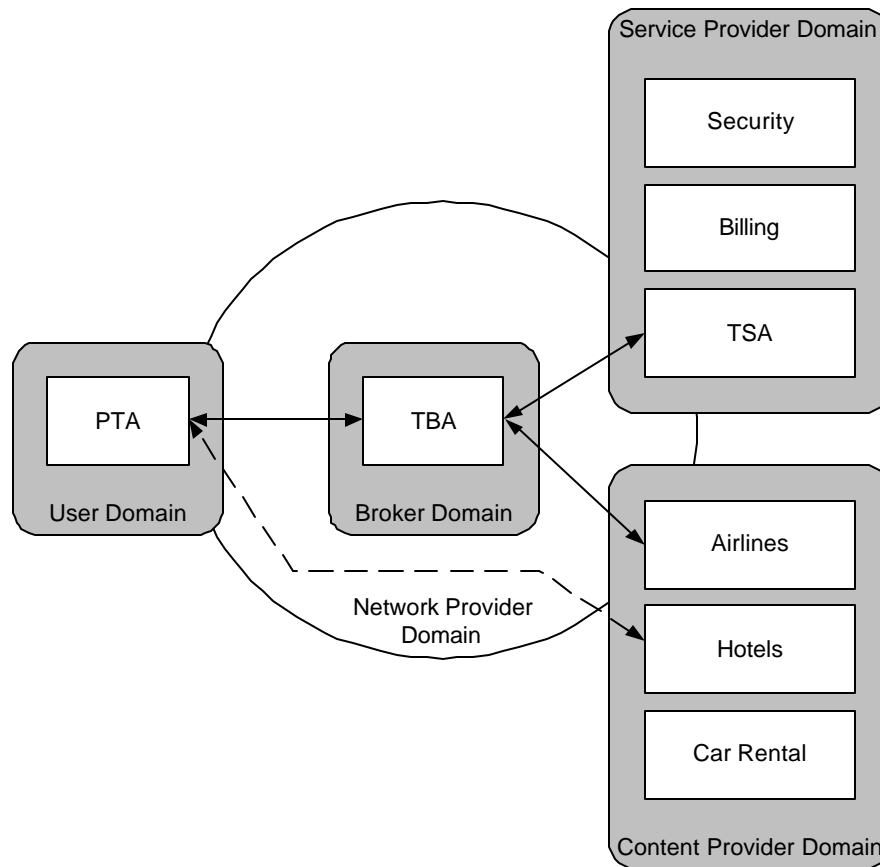 Service Provider Domain
Security
Billing
TSA
PTA
User Domain
TBA
Broker Domain
Network Provider
Domain
Airlines
Hotels
Car Rental
Content Provider Domain